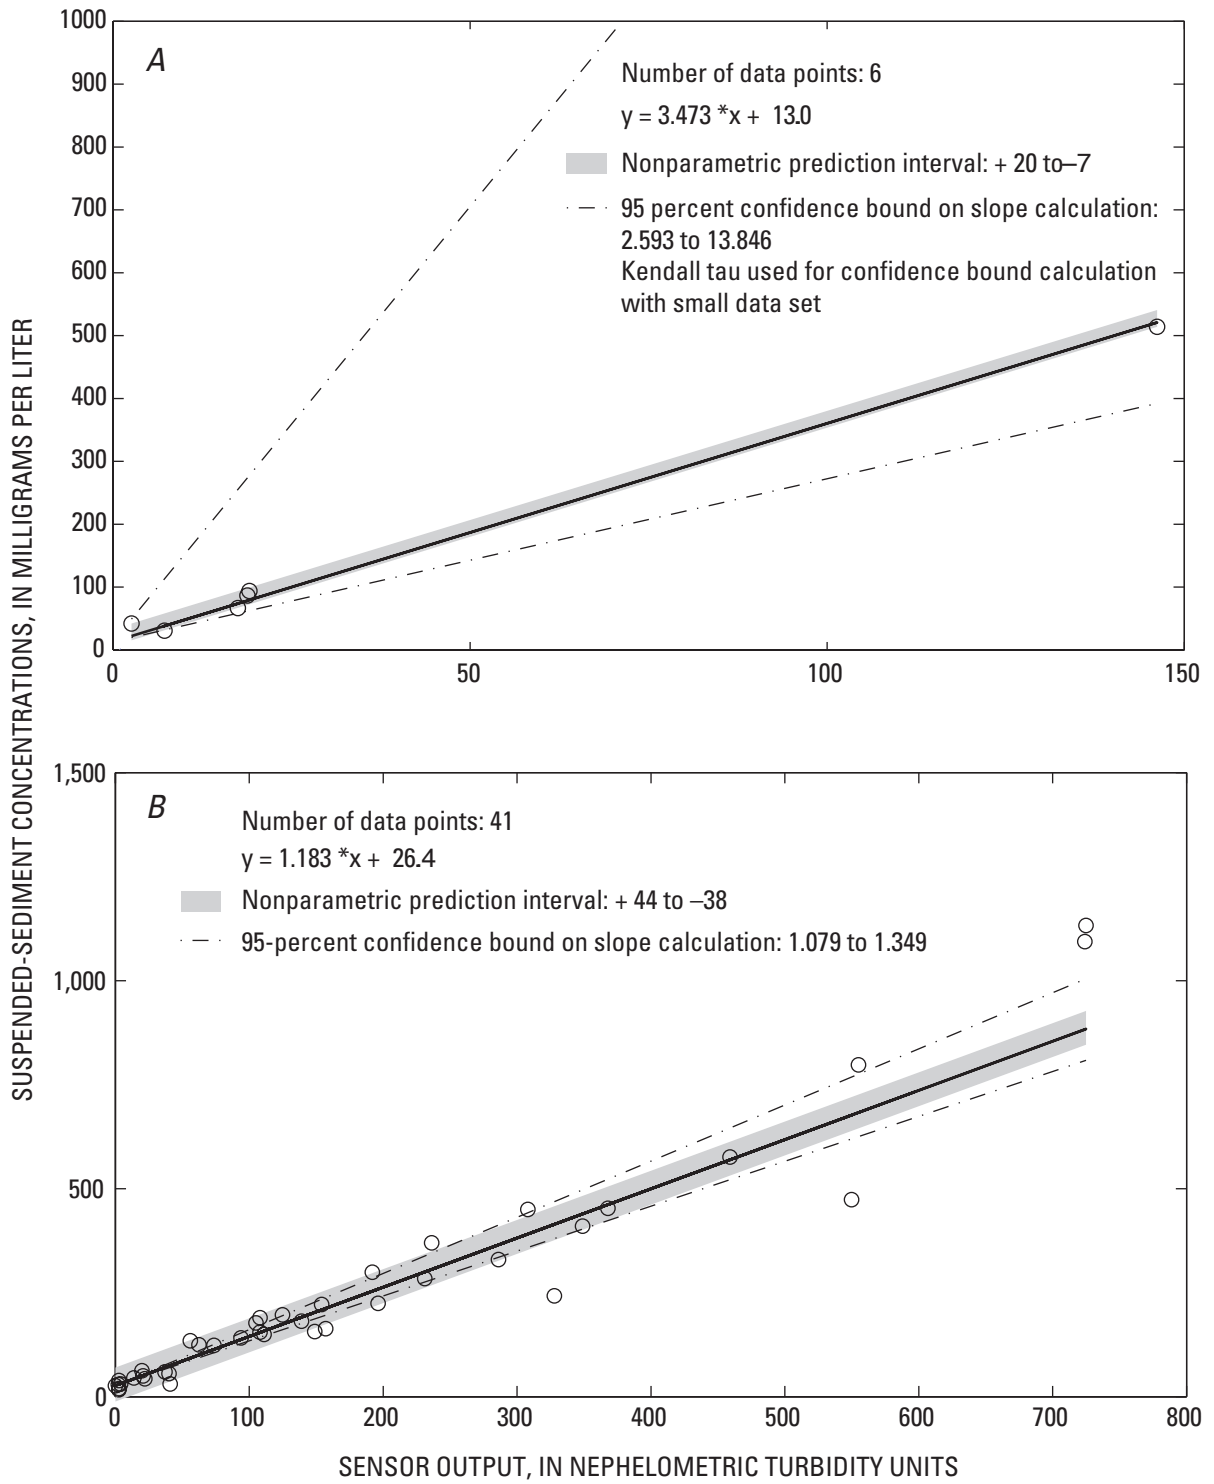 SUSPENDED-SEDIMENT CONCENTRATIONS, IN MILLIGRAMS PER LITER
1000
900
800
700
600
500
400
300
200
100
0
A
Number of data points: 6
y = 3.473 *x + 13.0
Nonparametric prediction interval: + 20 to–7
95 percent confidence bound on slope calculation:
2.593 to 13.846
Kendall tau used for confidence bound calculation
with small data set
0 50 100 150
1,500
1,000
500
0
B
Number of data points: 41
y = 1.183 *x + 26.4
Nonparametric prediction interval: + 44 to –38
95-percent confidence bound on slope calculation: 1.079 to 1.349
0 100 200 300 400 500 600 700 800
SENSOR OUTPUT, IN NEPHELOMETRIC TURBIDITY UNITS